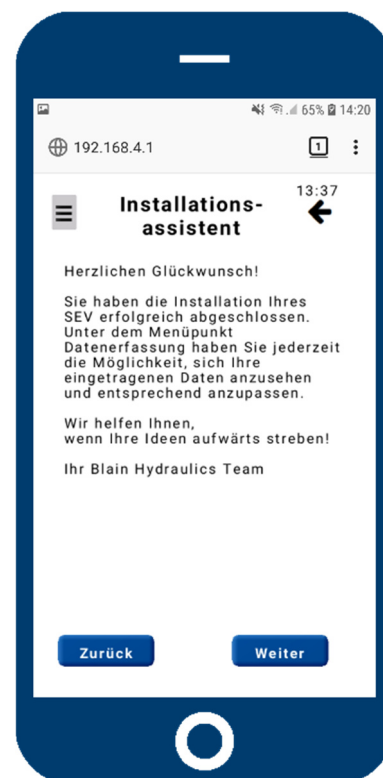 65% 14:20
192.168.4.1
1
13:37
Installations-
assistent
Herzlichen Glückwunsch!
Sie haben die Installation Ihres
SEV erfolgreich abgeschlossen.
Unter dem Menüpunkt
Datenerfassung haben Sie jederzeit
die Möglichkeit, sich Ihre
eingetragenen Daten anzusehen
und entsprechend anzupassen.
Wir helfen Ihnen,
wenn Ihre Ideen aufwärts streben!
Ihr Blain Hydraulics Team
Zurück Weiter